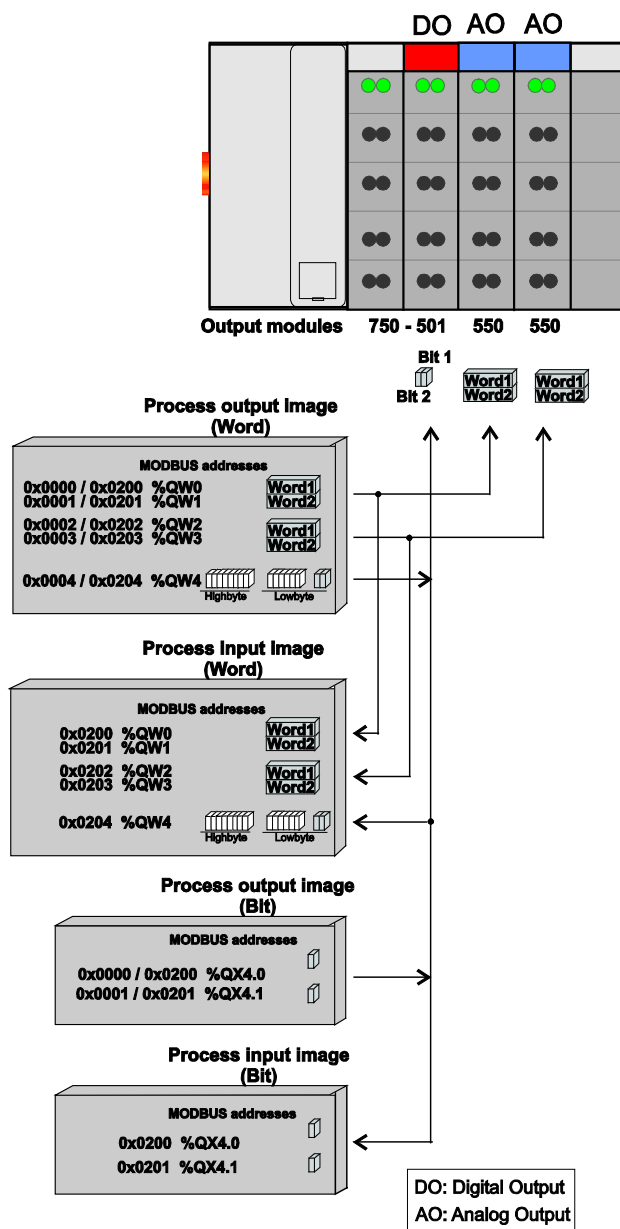 DO AO AO
Output modules 750 - 501 550 550
Bit 1
Bit 2
Word1 Word1
Word2 Word2
Process output Image
(Word)
MODBUS addresses
0x0000 / 0x0200 %QW0 Word1
0x0001 / 0x0201 %QW1 Word2
0x0002 / 0x0202 %QW2 Word1
0x0003 / 0x0203 %QW3 Word2
0x0004 / 0x0204 %QW4
Highbyte Lowbyte
Process Input Image
(Word)
MODBUS addresses
0x0200 %QW0 Word1
0x0201 %QW1 Word2
0x0202 %QW2 Word1
0x0203 %QW3 Word2
0x0204 %QW4
Highbyte Lowbyte
Process output image
(Bit)
MODBUS addresses
0x0000 / 0x0200 %QX4.0
0x0001 / 0x0201 %QX4.1
Process input image
(Bit)
MODBUS addresses
0x0200 %QX4.0
0x0201 %QX4.1
DO: Digital Output
AO: Analog Output